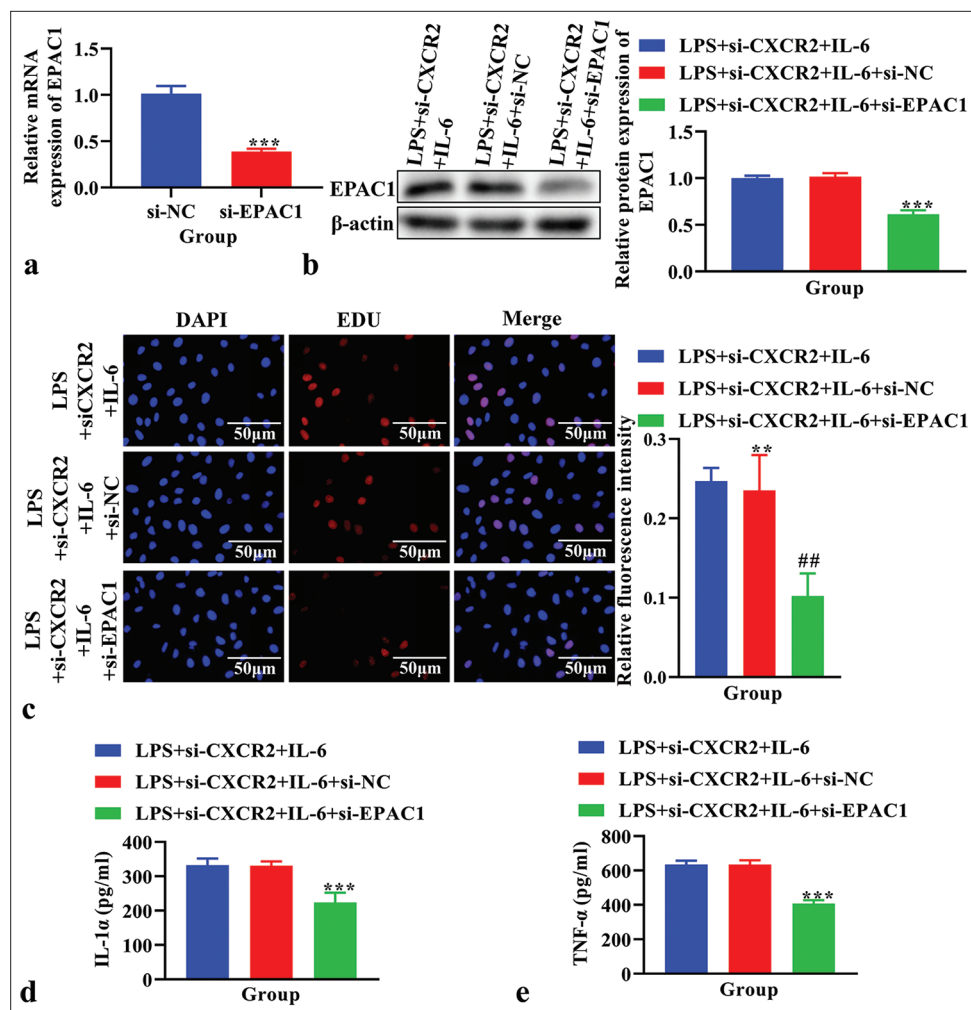 Relative mRNA
expression of EPAC1
1.5
1.0
0.5
0.0
***
si-NC
si-EPAC1
Group
a
LPS+si-CXCR2
+IL-6
LPS+si-CXCR2
+IL-6+si-NC
LPS+si-CXCR2
+IL-6+si-EPAC1
EPAC1
β-actin
b
LPS+si-CXCR2+IL-6
LPS+si-CXCR2+IL-6+si-NC
LPS+si-CXCR2+IL-6+si-EPAC1
Relative protein expression of
EPAC1
1.5
1.0
0.5
0.0
***
Group
DAPI
EDU
Merge
LPS
+siCXCR2
+IL-6
50μm
50μm
50μm
LPS
+si-CXCR2
+IL-6
+si-NC
50μm
50μm
50μm
LPS
+si-CXCR2
+IL-6
+si-EPAC1
50μm
50μm
50μm
c
LPS+si-CXCR2+IL-6
LPS+si-CXCR2+IL-6+si-NC
LPS+si-CXCR2+IL-6+si-EPAC1
Relative fluorescence intensity
0.3
0.2
0.1
0.0
**
##
Group
LPS+si-CXCR2+IL-6
LPS+si-CXCR2+IL-6+si-NC
LPS+si-CXCR2+IL-6+si-EPAC1
IL-1α (pg/ml)
400
300
200
100
0
***
Group
d
LPS+si-CXCR2+IL-6
LPS+si-CXCR2+IL-6+si-NC
LPS+si-CXCR2+IL-6+si-EPAC1
TNF-α (pg/ml)
800
600
400
200
0
***
Group
e